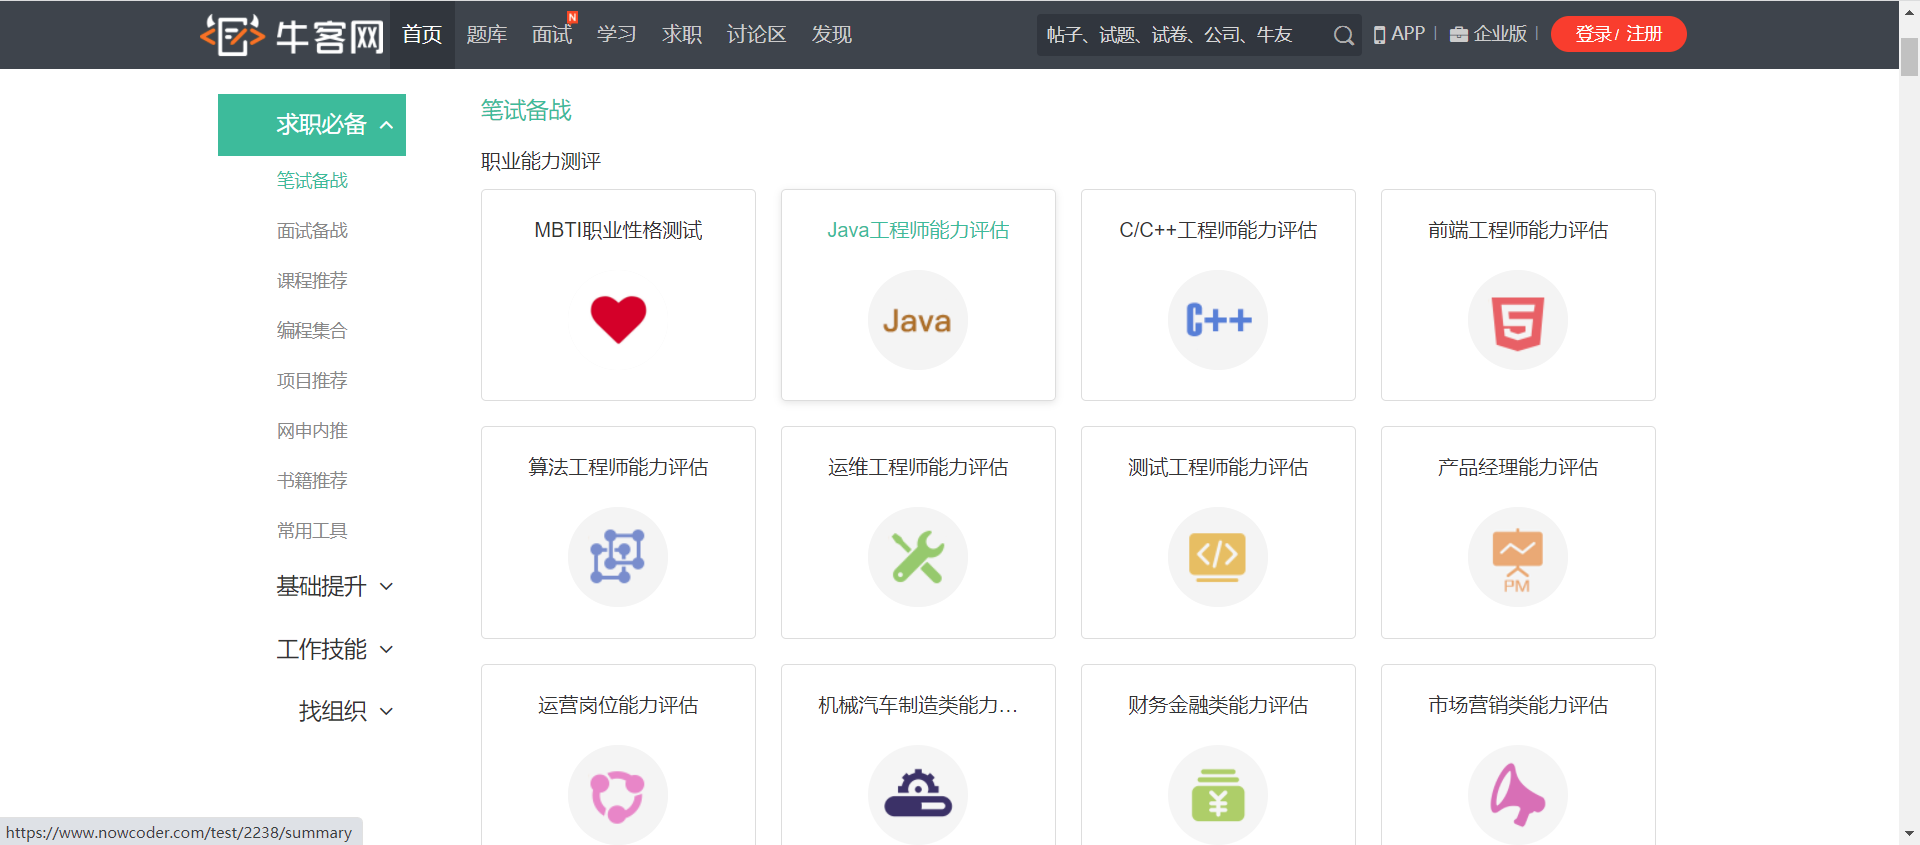 牛客网 首页 题库 面试 N 学习 求职 讨论区 发现 帖子、试题、试卷、公司、牛友 APP | 企业版 | 登录/ 注册
求职必备
笔试备战
面试备战
课程推荐
编程集合
项目推荐
网申内推
书籍推荐
常用工具
基础提升
工作技能
找组织
笔试备战
职业能力测评
MBTI职业性格测试 Java工程师能力评估 C/C++工程师能力评估 前端工程师能力评估
Java C++ 5
算法工程师能力评估 运维工程师能力评估 测试工程师能力评估 产品经理能力评估
</> PM
运营岗位能力评估 机械汽车制造类能力... 财务金融类能力评估 市场营销类能力评估
¥
https://www.nowcoder.com/test/2238/summary